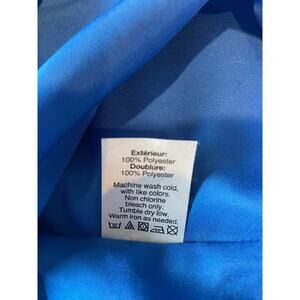 Extérieur:
100% Polyester
Doublure:
100% Polyester
Machine wash cold,
with like colors.
Non chlorine
bleach only.
Tumble dry low.
Warm iron as needed.